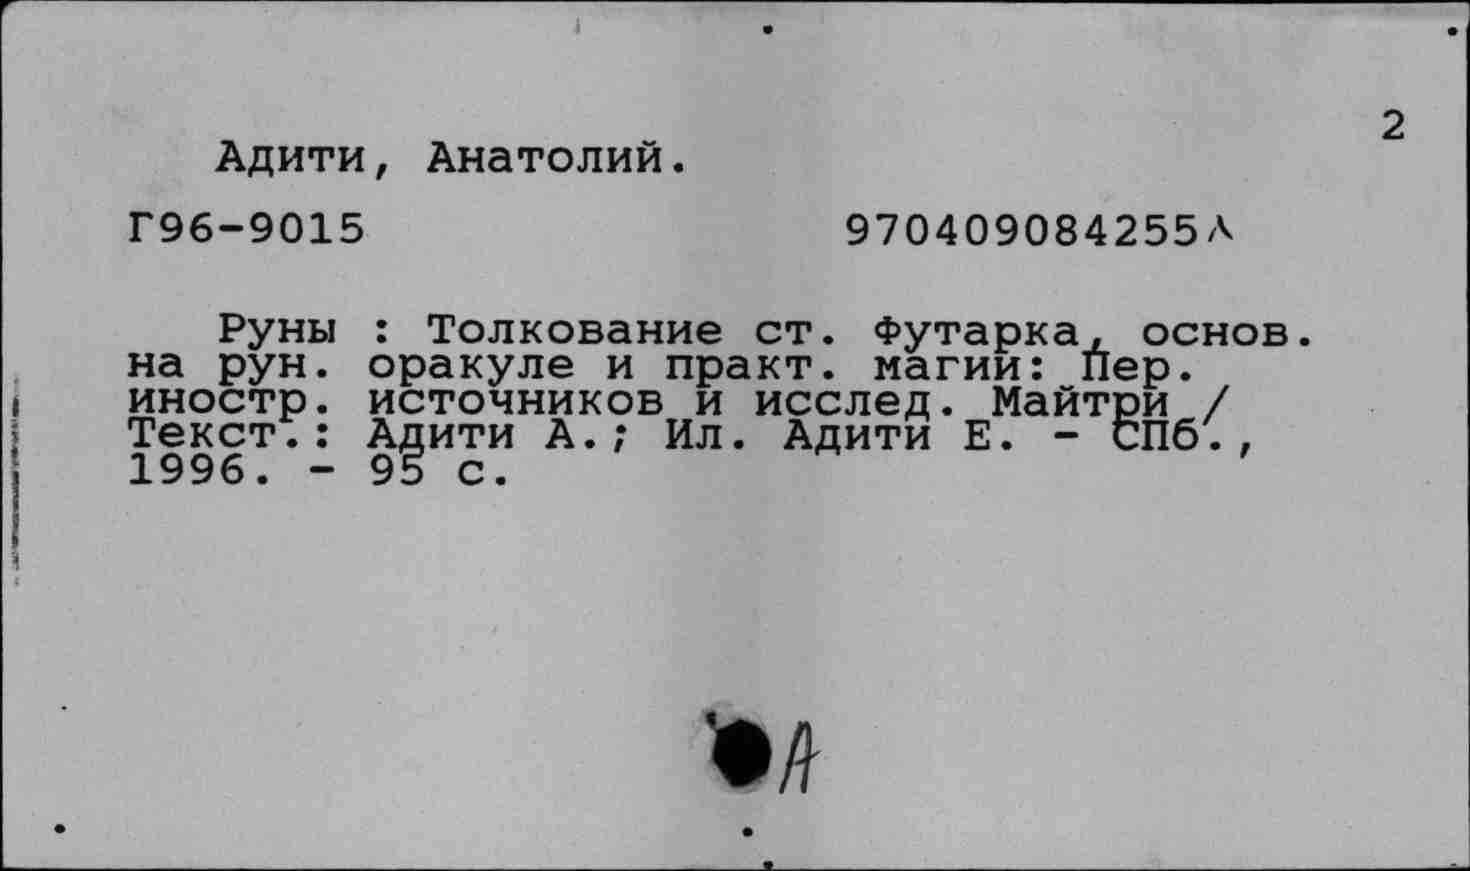 2
Адити, Анатолий.
Г96-9015 970409084255Л
Руны : Толкование ст. Футарка, основ.
на рун. оракуле и практ. магии: Пер.
иностр. источников и исслед. Майтри /
Текст.: Адити А.; Ил. Адити Е. - СПб.,
1996. - 95 с.